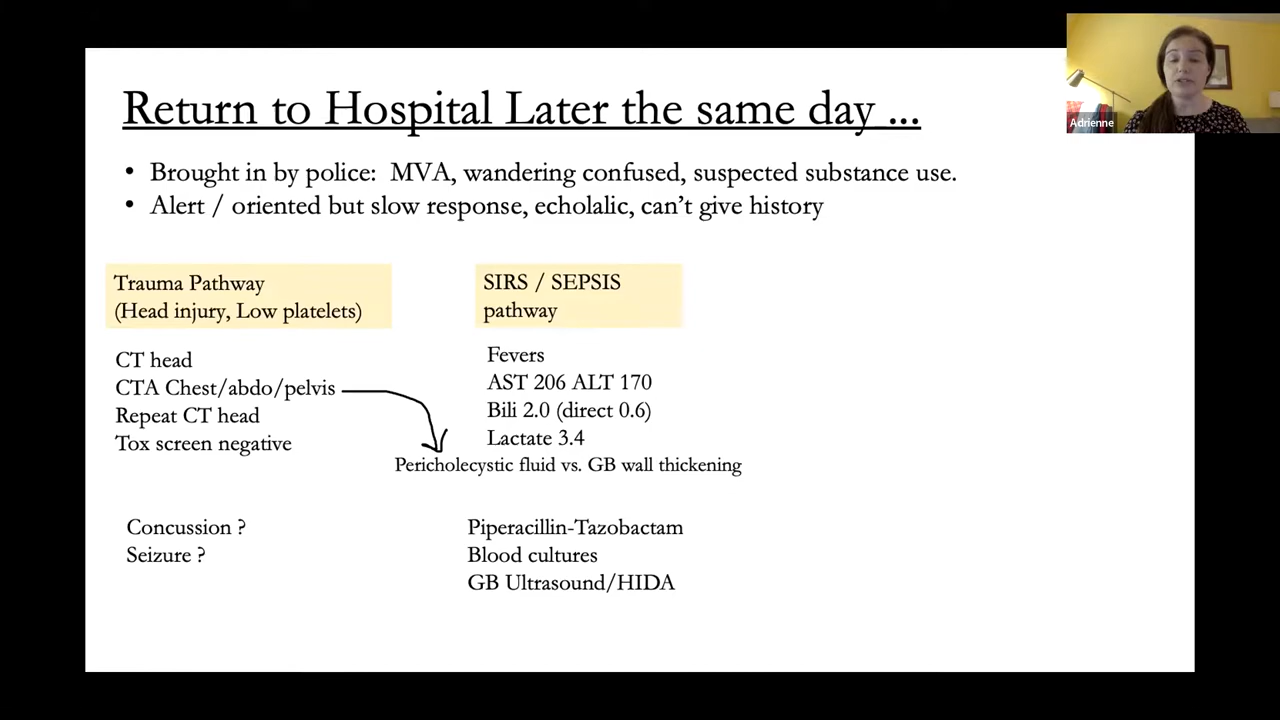 Return to Hospital Later the same day ...
Adrienne
• Brought in by police: MVA, wandering confused, suspected substance use.
• Alert / oriented but slow response, echolalic, can't give history
Trauma Pathway
(Head injury, Low platelets)
CT head
CTA Chest/abdo/pelvis
Repeat CT head
Tox screen negative
SIRS / SEPSIS
pathway
Fevers
AST 206 ALT 170
Bili 2.0 (direct 0.6)
Lactate 3.4
Pericholecystic fluid vs. GB wall thickening
Concussion ?
Seizure ?
Piperacillin-Tazobactam
Blood cultures
GB Ultrasound/HIDA